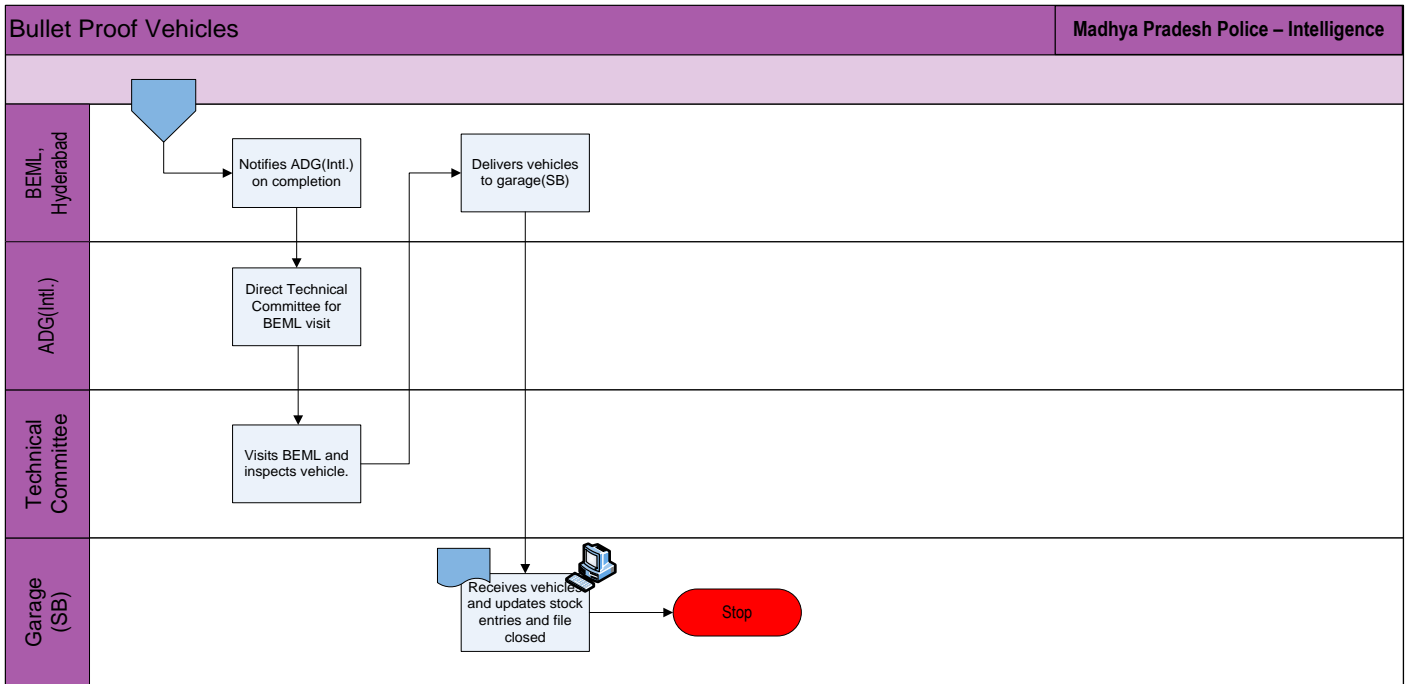 Bullet Proof Vehicles
Madhya Pradesh Police – Intelligence
BEML,
Hyderabad
Notifies ADG(Intl.)
on completion
Delivers vehicles
to garage(SB)
ADG(Intl.)
Direct Technical
Committee for
BEML visit
Technical
Committee
Visits BEML and
inspects vehicle.
Garage
(SB)
Receives vehicles
and updates stock
entries and file
closed
Stop